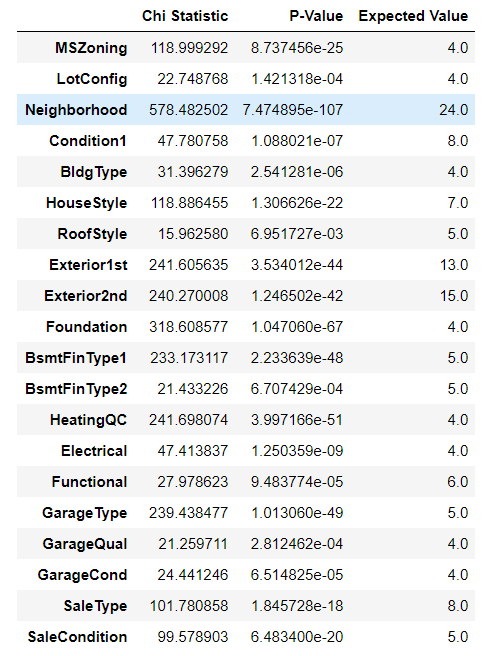 Chi Statistic P-Value Expected Value
MSZoning 118.999292 8.737456e-25 4.0
LotConfig 22.748768 1.421318e-04 4.0
Neighborhood 578.482502 7.474895e-107 24.0
Condition1 47.780758 1.088021e-07 8.0
BldgType 31.396279 2.541281e-06 4.0
HouseStyle 118.886455 1.306626e-22 7.0
RoofStyle 15.962580 6.951727e-03 5.0
Exterior1st 241.605635 3.534012e-44 13.0
Exterior2nd 240.270008 1.246502e-42 15.0
Foundation 318.608577 1.047060e-67 4.0
BsmtFinType1 233.173117 2.233639e-48 5.0
BsmtFinType2 21.433226 6.707429e-04 5.0
HeatingQC 241.698074 3.997166e-51 4.0
Electrical 47.413837 1.250359e-09 4.0
Functional 27.978623 9.483774e-05 6.0
GarageType 239.438477 1.013060e-49 5.0
GarageQual 21.259711 2.812462e-04 4.0
GarageCond 24.441246 6.514825e-05 4.0
SaleType 101.780858 1.845728e-18 8.0
SaleCondition 99.578903 6.483400e-20 5.0